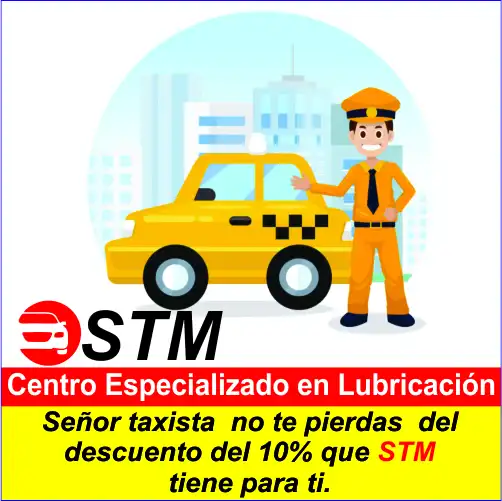 STM
Centro Especializado en Lubricación
Señor taxista no te pierdas del
descuento del 10% que STM
tiene para ti.